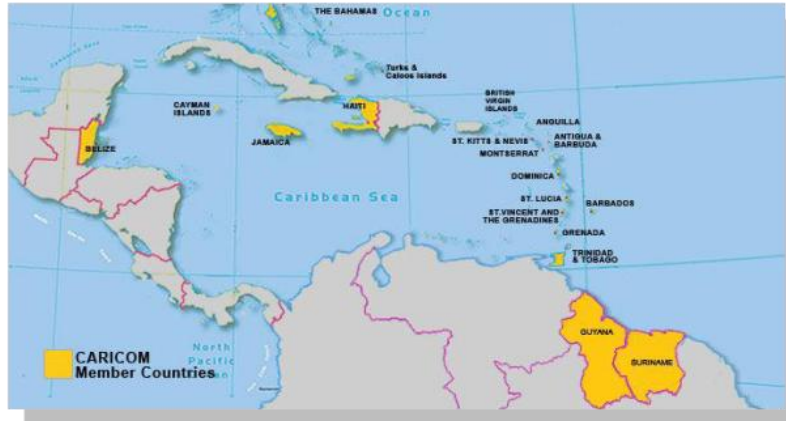 THE BAHAMAS
Ocean
Turks &
Caicos Islands
CAYMAN
ISLANDS
HAITI
BRITISH
VIRGIN
ISLANDS
ANGUILLA
BELIZE
JAMAICA
ST. KITTS & NEVIS
ANTIGUA &
BARBUDA
MONTSERRAT
DOMINICA
Caribbean Sea
ST. LUCIA
BARBADOS
ST.VINCENT AND
THE GRENADINES
GRENADA
TRINIDAD
& TOBAGO
GUYANA
SURINAME
North
Pacific
CARICOM
Member Countries